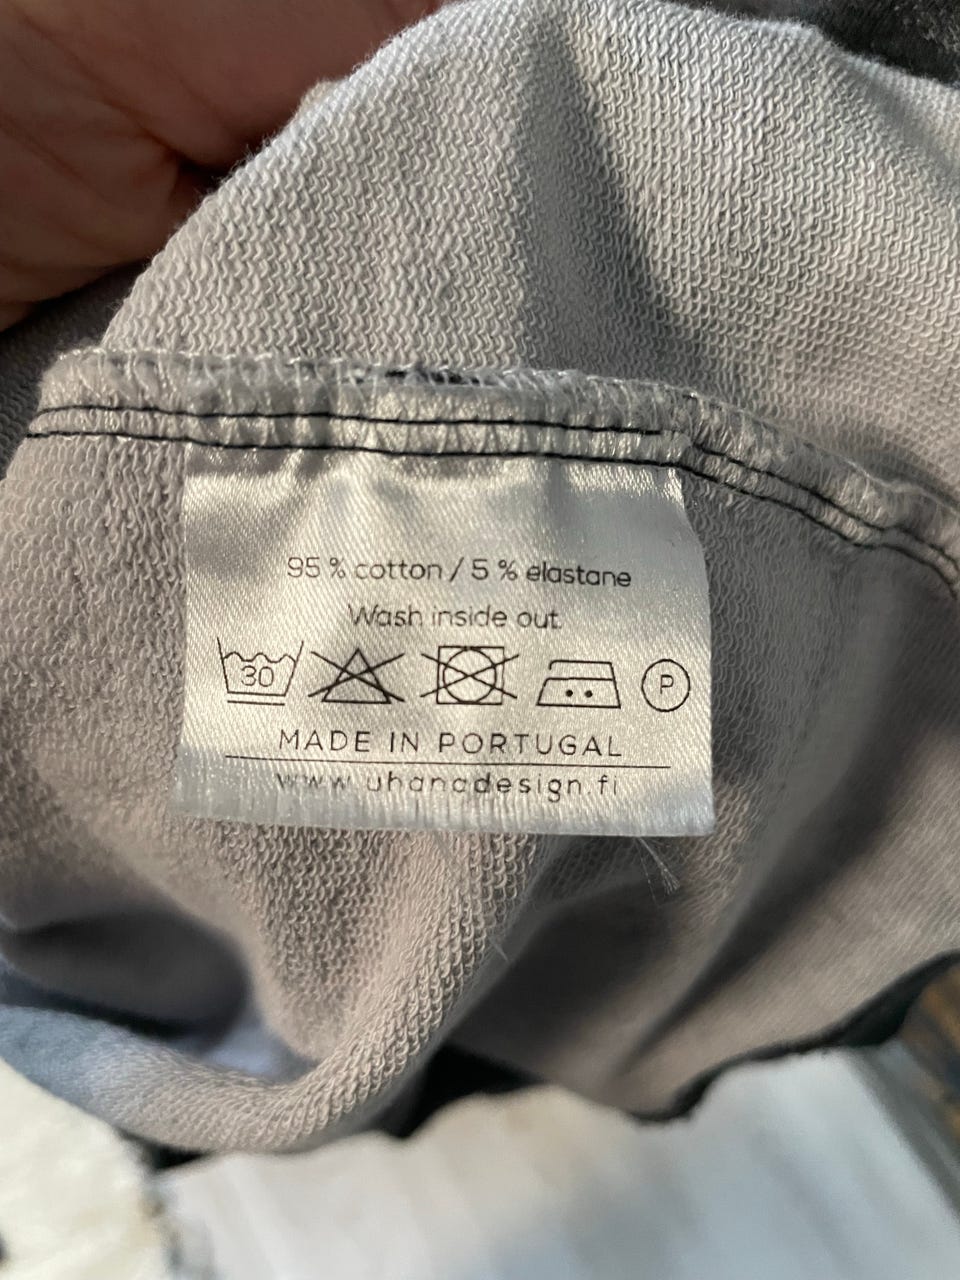 95 % cotton / 5 % elastane
Wash inside out.
30 P
MADE IN PORTUGAL
www.uhanadesign.fi